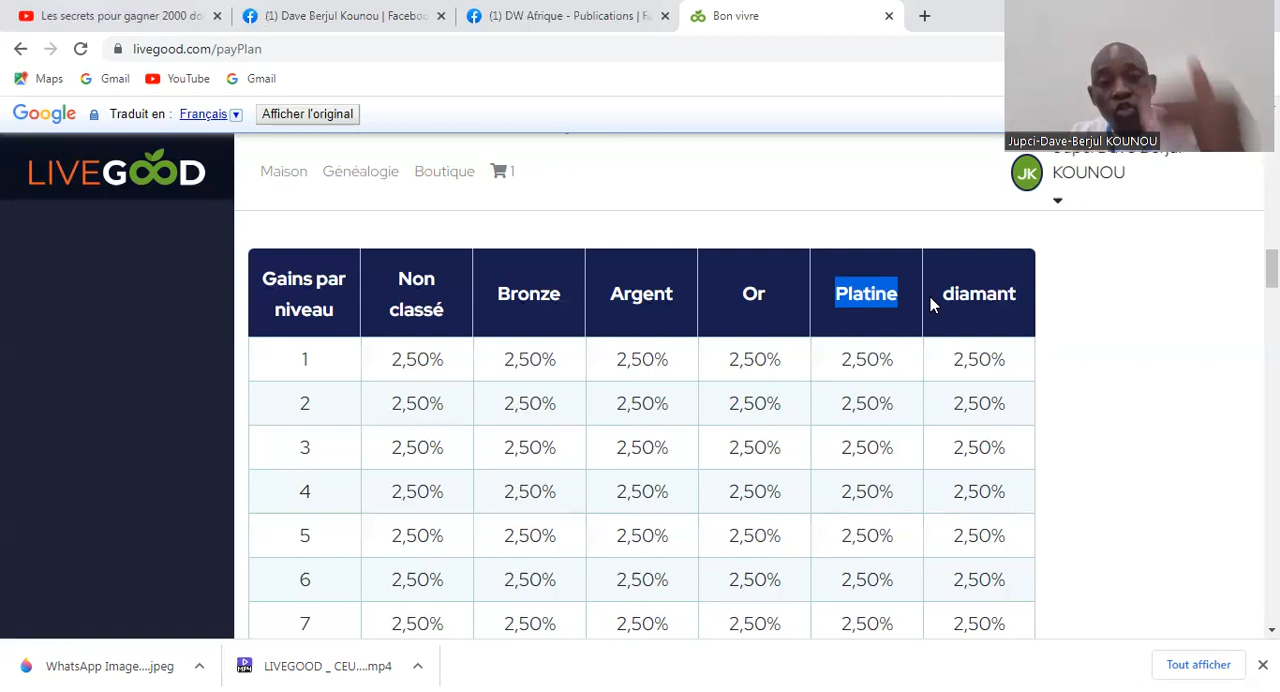 Les secrets pour gagner 2000 do
(1) Dave Berjul Kounou | Faceboo
(1) DW Afrique - Publications | Fa
Bon vivre
livegood.com/payPlan
Maps
Gmail
YouTube
Gmail
Google
Traduit en : Français
Afficher l'original
Jupci-Dave-Berjul KOUNOU
LIVEGOOD
Maison
Généalogie
Boutique
1
JK
KOUNOU
Gains par niveau Non classé Bronze Argent Or Platine diamant
1 2,50% 2,50% 2,50% 2,50% 2,50% 2,50%
2 2,50% 2,50% 2,50% 2,50% 2,50% 2,50%
3 2,50% 2,50% 2,50% 2,50% 2,50% 2,50%
4 2,50% 2,50% 2,50% 2,50% 2,50% 2,50%
5 2,50% 2,50% 2,50% 2,50% 2,50% 2,50%
6 2,50% 2,50% 2,50% 2,50% 2,50% 2,50%
7 2,50% 2,50% 2,50% 2,50% 2,50% 2,50%
WhatsApp Image....jpeg
LIVEGOOD _ CEU....mp4
Tout afficher